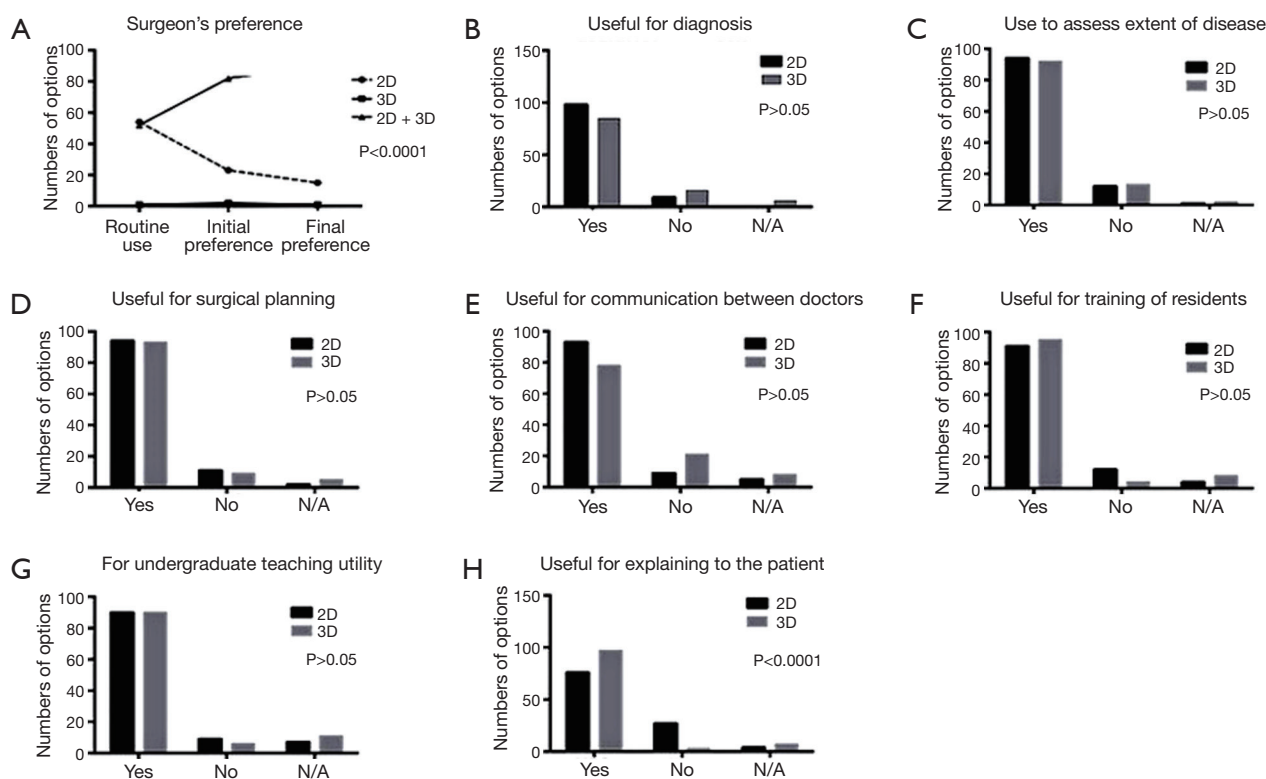 A
Surgeon's preference
Numbers of options
100
80
60
40
20
0
2D
3D
2D + 3D
P<0.0001
Routine use
Initial preference
Final preference
B
Useful for diagnosis
Numbers of options
150
100
50
0
2D
3D
P>0.05
Yes No N/A
C
Use to assess extent of disease
Numbers of options
100
80
60
40
20
0
2D
3D
P>0.05
Yes No N/A
D
Useful for surgical planning
Numbers of options
100
80
60
40
20
0
2D
3D
P>0.05
Yes No N/A
E
Useful for communication between doctors
Numbers of options
100
80
60
40
20
0
2D
3D
P>0.05
Yes No N/A
F
Useful for training of residents
Numbers of options
100
80
60
40
20
0
2D
3D
P>0.05
Yes No N/A
G
For undergraduate teaching utility
Numbers of options
100
80
60
40
20
0
2D
3D
P>0.05
Yes No N/A
H
Useful for explaining to the patient
Numbers of options
150
100
50
0
2D
3D
P<0.0001
Yes No N/A